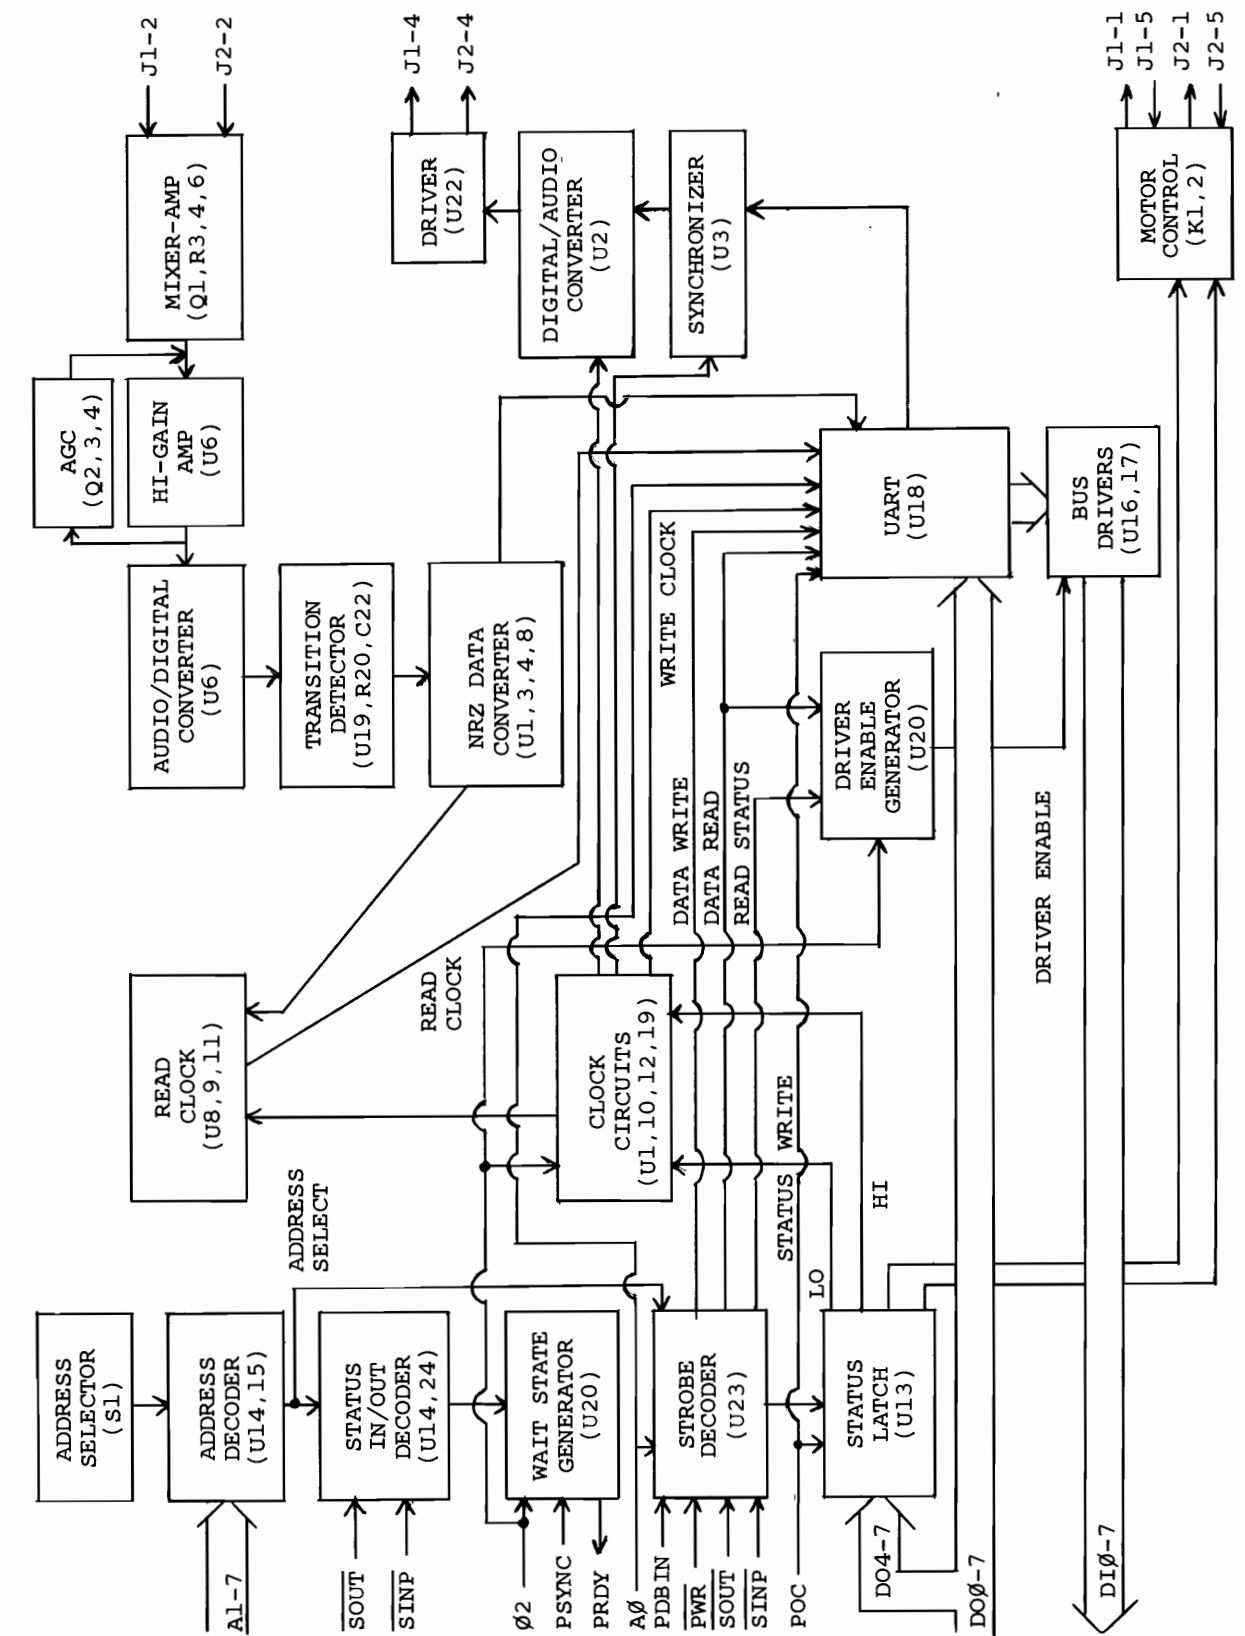 J1-2
J2-2
J1-4
J2-4
J1-1
J1-5
J2-1
J2-5
MIXER-AMP
(Q1,R3,4,6)
DRIVER
(U22)
DIGITAL/AUDIO
CONVERTER
(U2)
SYNCHRONIZER
(U3)
MOTOR
CONTROL
(K1,2)
AGC
(Q2,3,4)
HI-GAIN
AMP
(U6)
AUDIO/DIGITAL
CONVERTER
(U6)
TRANSITION
DETECTOR
(U19,R20,C22)
NRZ DATA
CONVERTER
(U1,3,4,8)
WRITE CLOCK
UART
(U18)
BUS
DRIVERS
(U16,17)
DATA WRITE
DATA READ
READ STATUS
DRIVER
ENABLE
GENERATOR
(U20)
DRIVER ENABLE
READ
CLOCK
(U8,9,11)
READ
CLOCK
CLOCK
CIRCUITS
(U1,10,12,19)
STATUS WRITE
HI
LO
ADDRESS
SELECT
ADDRESS
SELECTOR
(S1)
ADDRESS
DECODER
(U14,15)
STATUS
IN/OUT
DECODER
(U14,24)
WAIT STATE
GENERATOR
(U20)
STROBE
DECODER
(U23)
STATUS
LATCH
(U13)
A1-7
S̅O̅U̅T̅
S̅I̅N̅P̅
Ø2
PSYNC
PRDY
AØ
PDBIN
P̅W̅R̅
S̅O̅U̅T̅
S̅I̅N̅P̅
POC
DO4-7
DOØ-7
DIØ-7